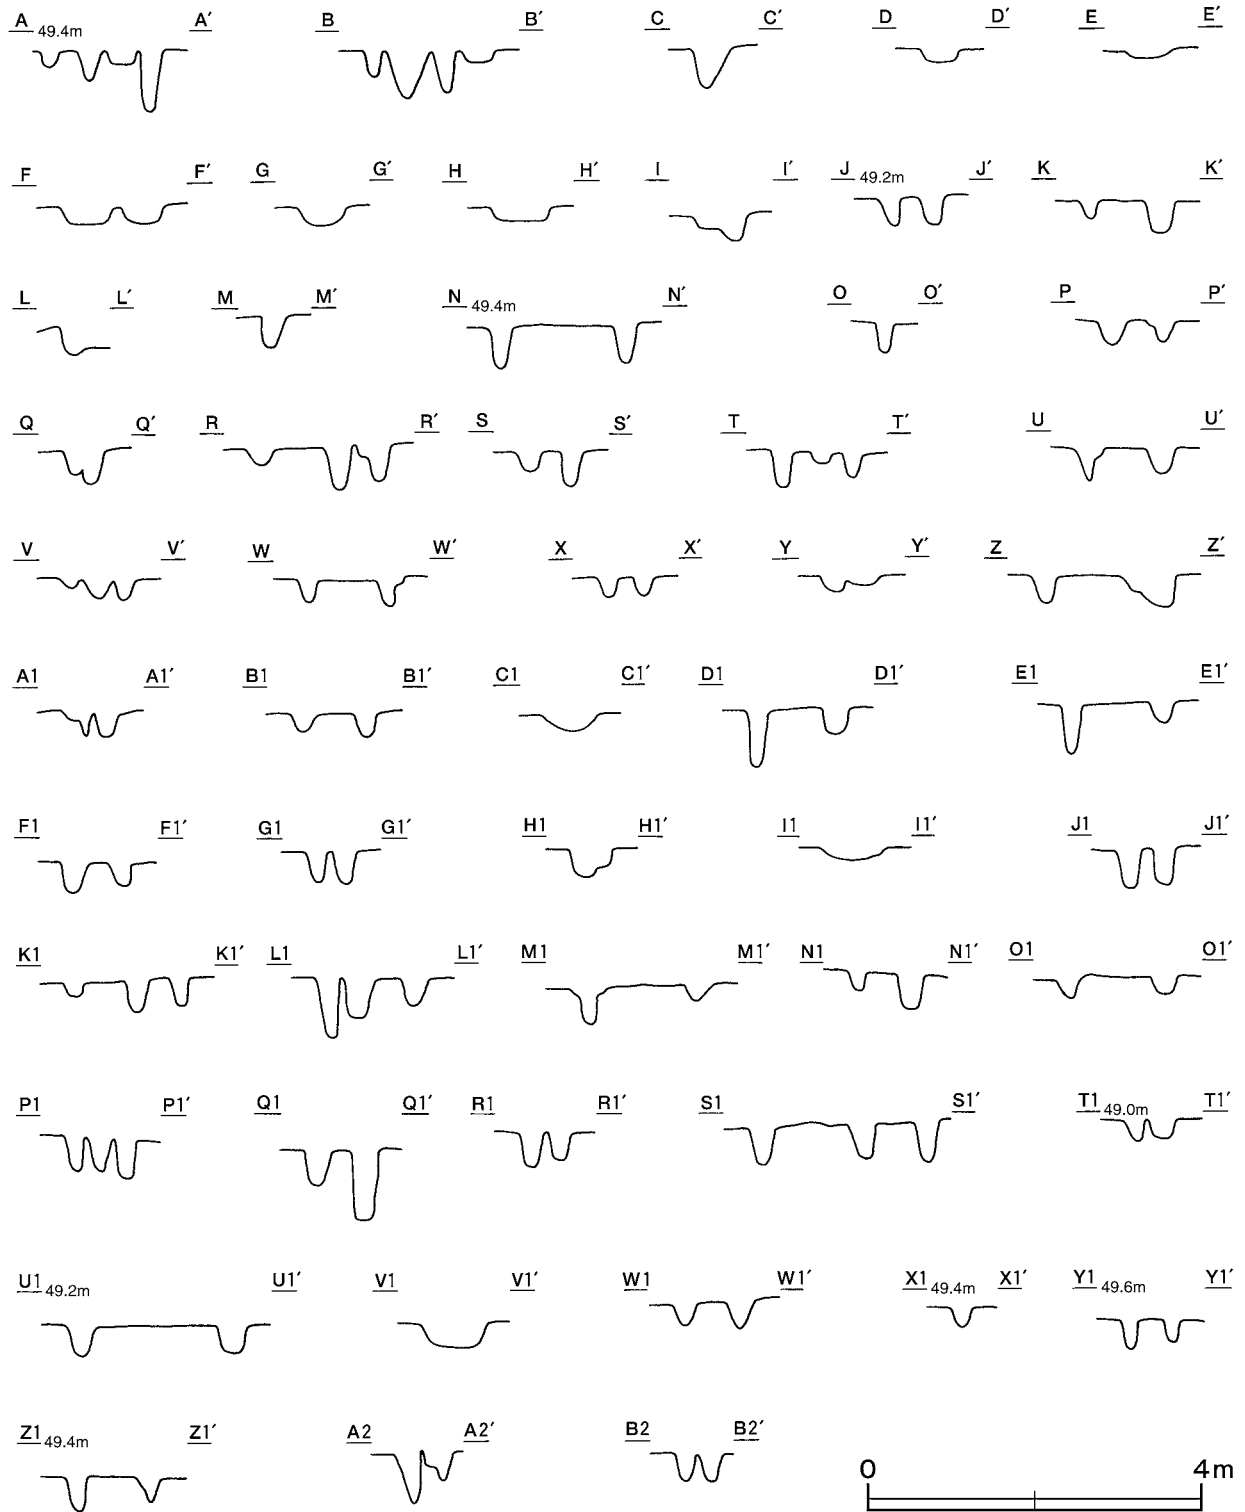 A 49.4m A′ B B′ C C′ D D′ E E′
F F′ G G′ H H′ I I′ J 49.2m J′ K K′
L L′ M M′ N 49.4m N′ O O′ P P′
Q Q′ R R′ S S′ T T′ U U′
V V′ W W′ X X′ Y Y′ Z Z′
A1 A1′ B1 B1′ C1 C1′ D1 D1′ E1 E1′
F1 F1′ G1 G1′ H1 H1′ I1 I1′ J1 J1′
K1 K1′ L1 L1′ M1 M1′ N1 N1′ O1 O1′
P1 P1′ Q1 Q1′ R1 R1′ S1 S1′ T1 49.0m T1′
U1 49.2m U1′ V1 V1′ W1 W1′ X1 49.4m X1′ Y1 49.6m Y1′
Z1 49.4m Z1′ A2 A2′ B2 B2′
0 4m